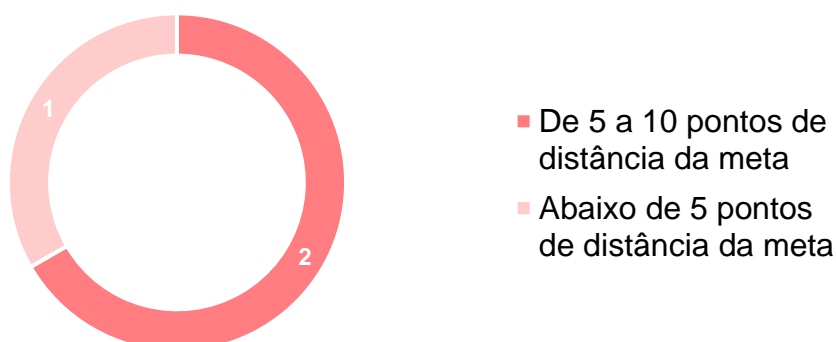 1
2
De 5 a 10 pontos de
distância da meta
Abaixo de 5 pontos
de distância da meta